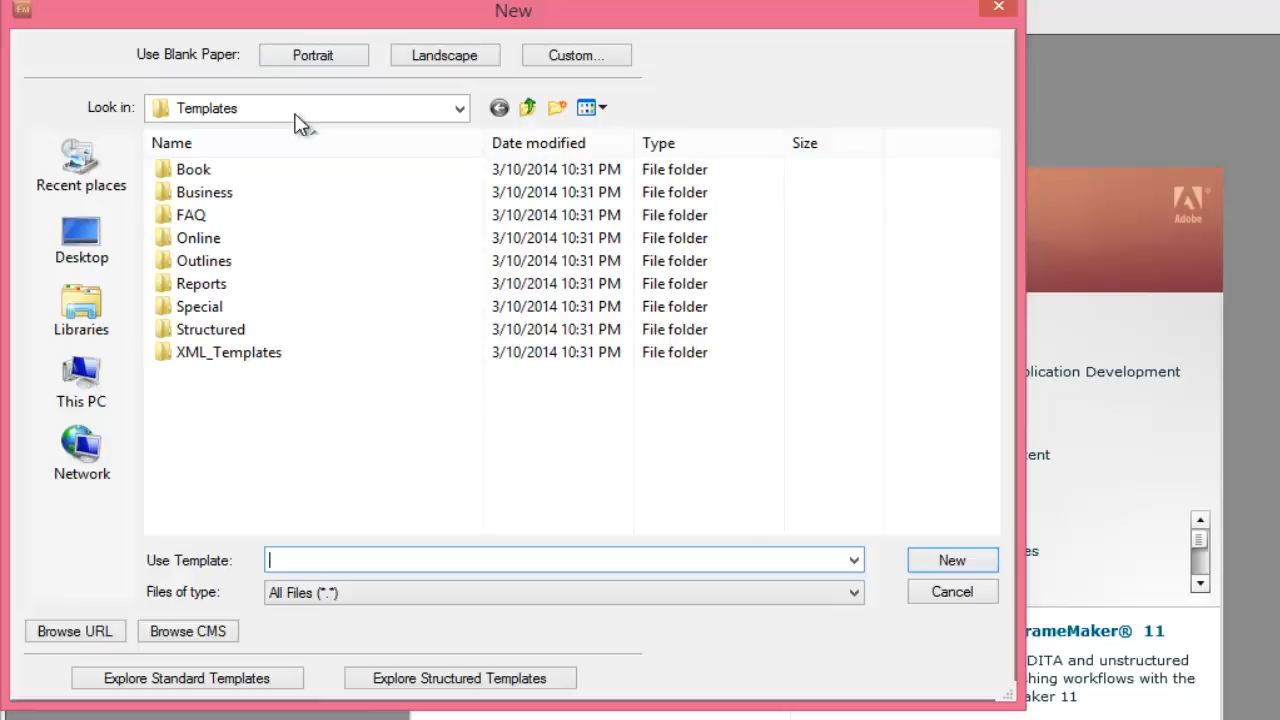 FM
New
Use Blank Paper:
Portrait
Landscape
Custom...
Look in:
Templates
Name
Date modified
Type
Size
Book 3/10/2014 10:31 PM File folder
Business 3/10/2014 10:31 PM File folder
FAQ 3/10/2014 10:31 PM File folder
Online 3/10/2014 10:31 PM File folder
Outlines 3/10/2014 10:31 PM File folder
Reports 3/10/2014 10:31 PM File folder
Special 3/10/2014 10:31 PM File folder
Structured 3/10/2014 10:31 PM File folder
XML_Templates 3/10/2014 10:31 PM File folder
Recent places
Desktop
Libraries
This PC
Network
Use Template:
New
Files of type:
All Files (*.*)
Cancel
Browse URL
Browse CMS
Explore Standard Templates
Explore Structured Templates
Adobe
plication Development
ent
es
rameMaker® 11
DITA and unstructured
hing workflows with the
aker 11